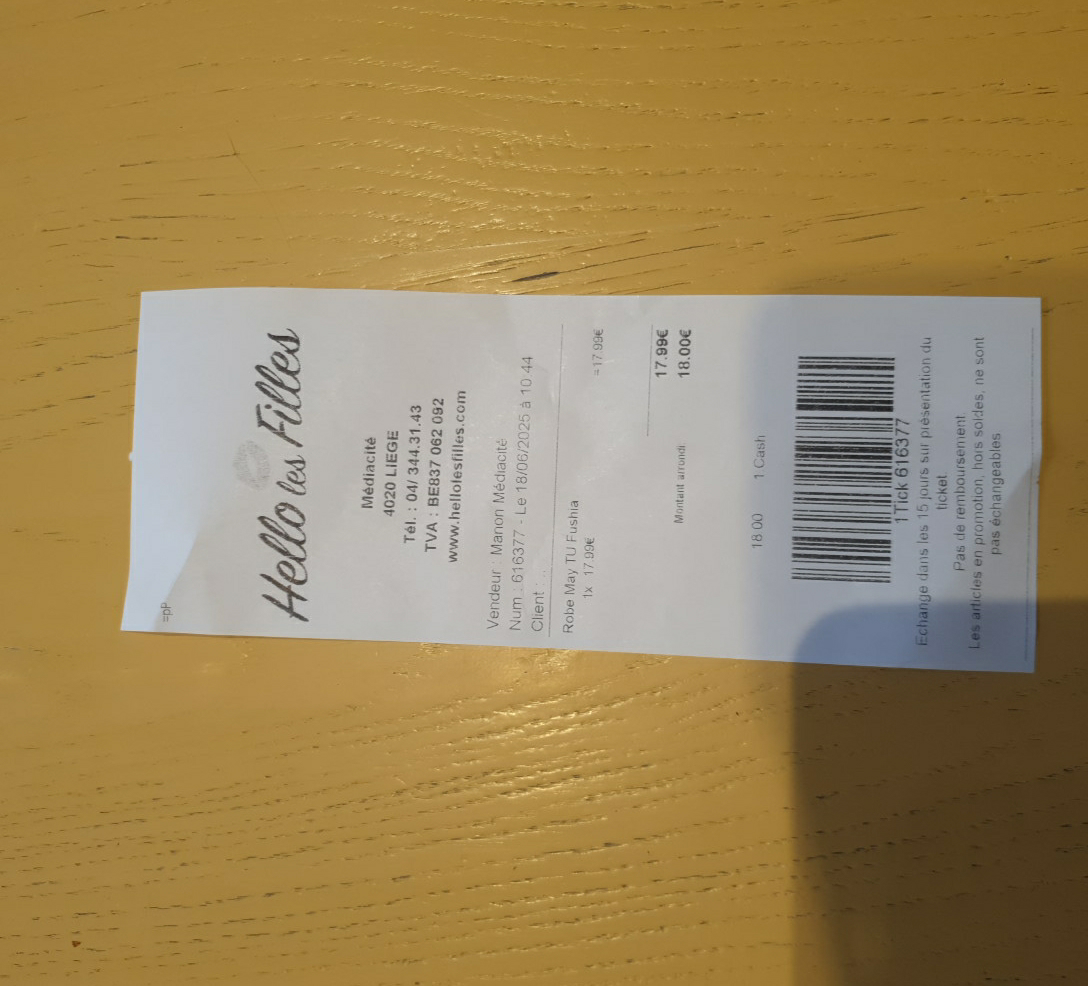 =pP
Hello les Filles
Médiacité
4020 LIEGE
Tél. : 04/ 344.31.43
TVA : BE837 062 092
www.hellolesfilles.com
Vendeur : Manon Médiacité
Num : 616377 - Le 18/06/2025 à 10:44
Client : ...
Robe May TU Fushia
1x 17.99€ =17.99€
17.99€
Montant arrondi 18.00€
18.00 1 Cash
1Tick 616377
Echange dans les 15 jours sur présentation du
ticket.
Pas de remboursement.
Les articles en promotion, hors soldes, ne sont
pas échangeables